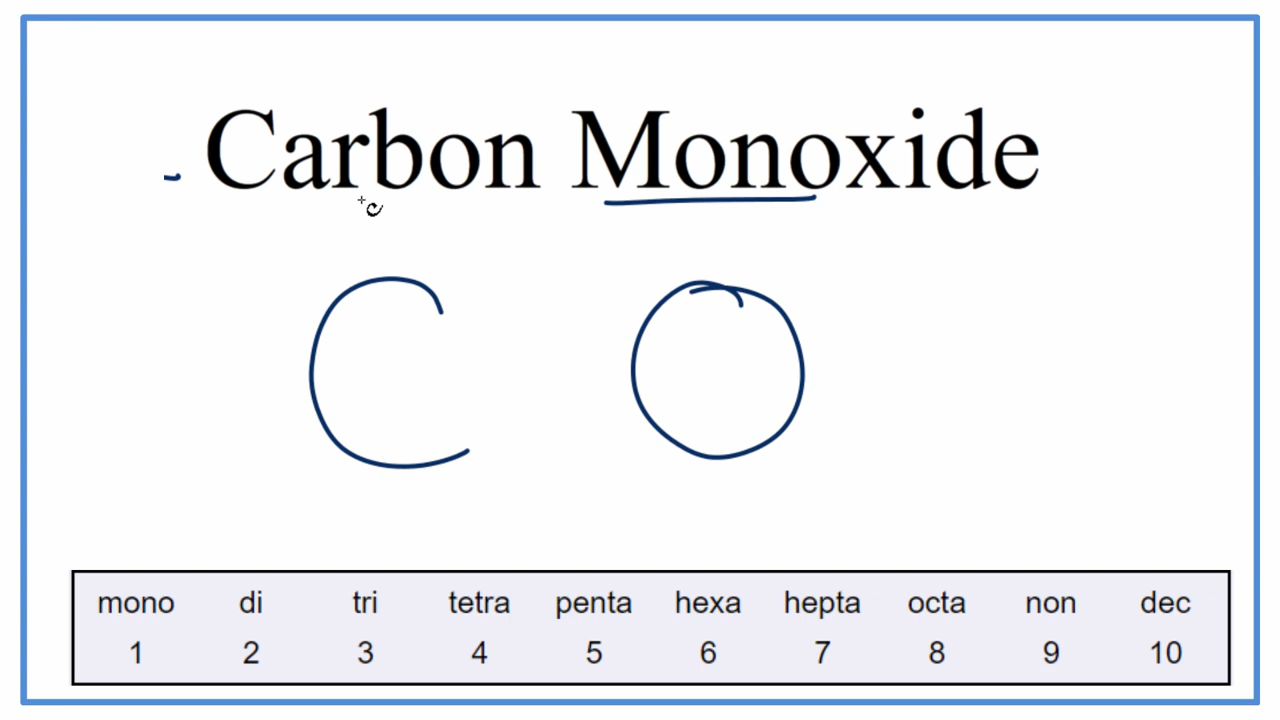 Carbon Monoxide
C O
mono di tri tetra penta hexa hepta octa non dec
1 2 3 4 5 6 7 8 9 10